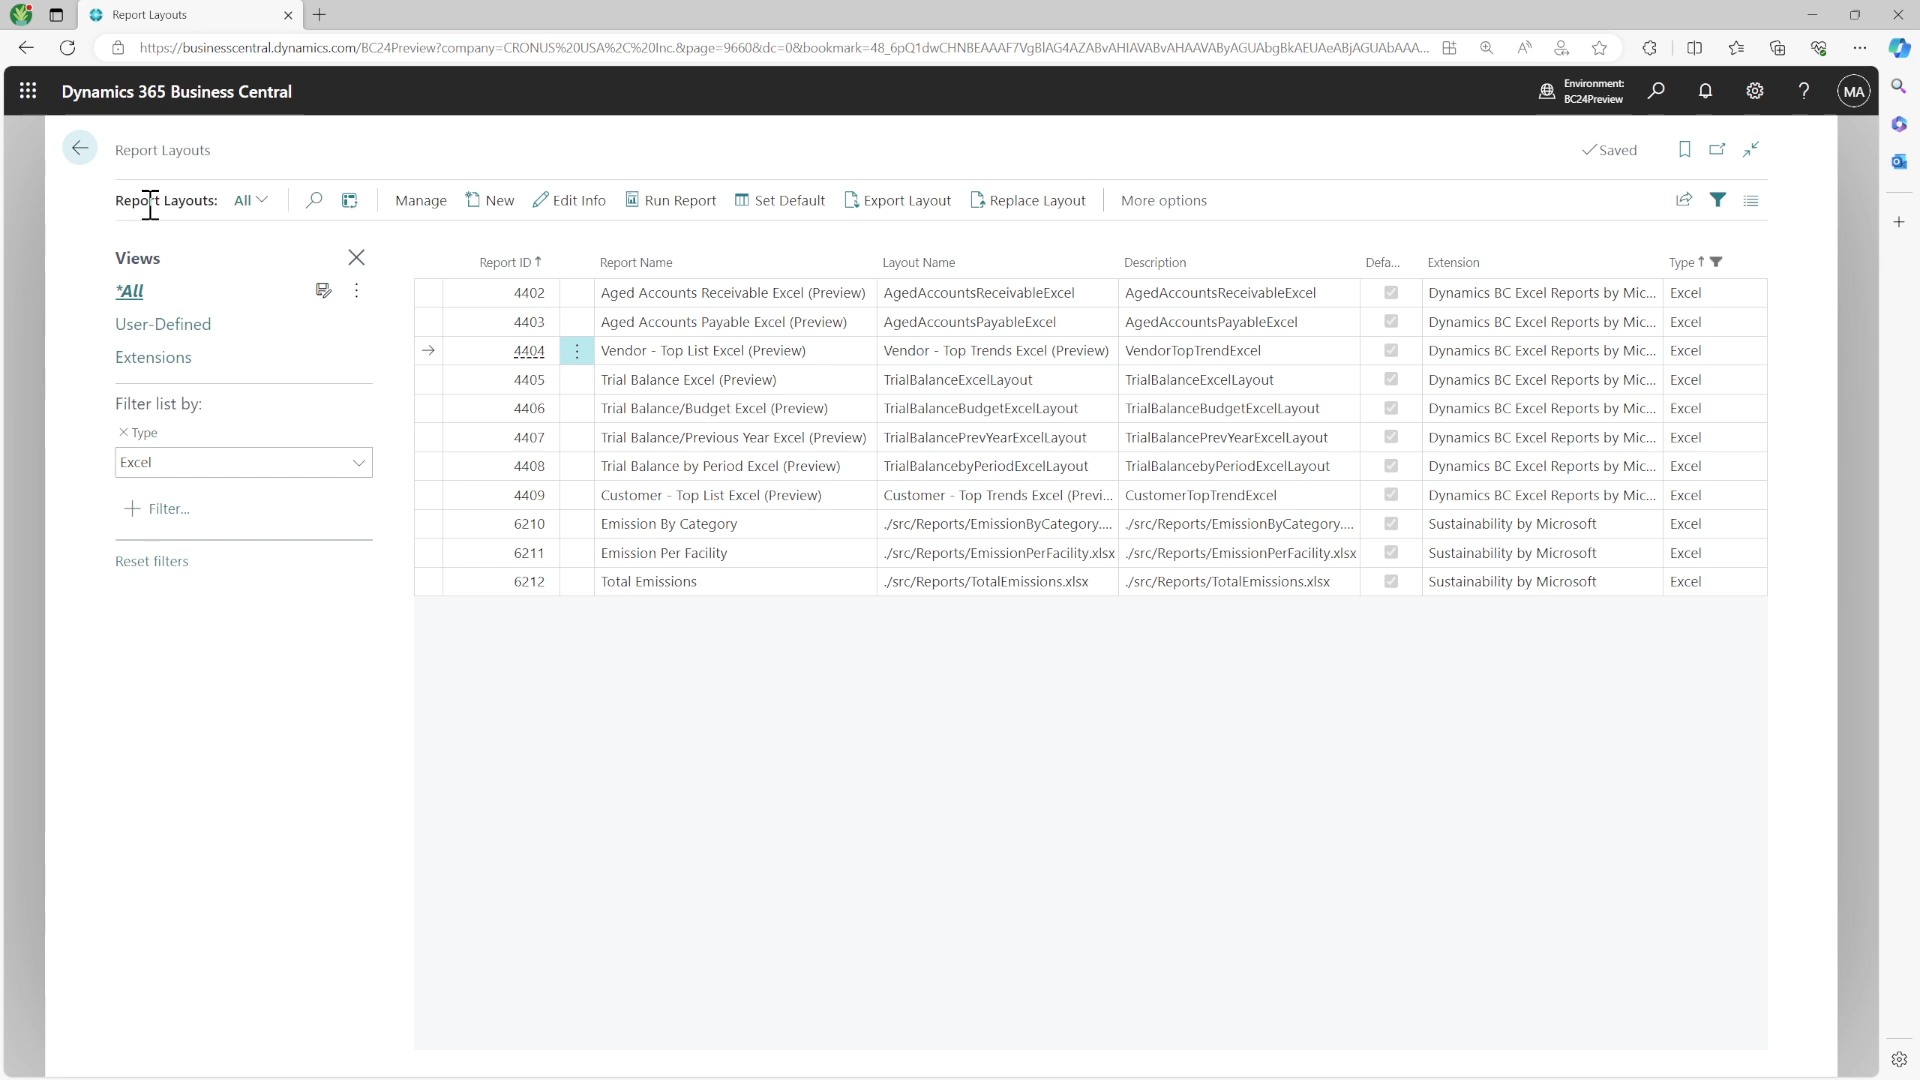 Report Layouts
https://businesscentral.dynamics.com/BC24Preview?company=CRONUS%20USA%2C%20Inc.&page=9660&dc=0&bookmark=48_6pQ1dwCHNBEAAAF7VgBlAG4AZABvAHIAVABvAHAAVAByAGUAbgBkAEUAeABjAGUAbAAA...
Dynamics 365 Business Central
Environment:
BC24Preview
MA
Report Layouts
Saved
Report Layouts: All Manage New Edit Info Run Report Set Default Export Layout Replace Layout More options
Views
*All
User-Defined
Extensions
Filter list by:
Type
Excel
Filter...
Reset filters
Report ID Report Name Layout Name Description Defa... Extension Type
4402 Aged Accounts Receivable Excel (Preview) AgedAccountsReceivableExcel AgedAccountsReceivableExcel Dynamics BC Excel Reports by Mic... Excel
4403 Aged Accounts Payable Excel (Preview) AgedAccountsPayableExcel AgedAccountsPayableExcel Dynamics BC Excel Reports by Mic... Excel
4404 Vendor - Top List Excel (Preview) Vendor - Top Trends Excel (Preview) VendorTopTrendExcel Dynamics BC Excel Reports by Mic... Excel
4405 Trial Balance Excel (Preview) TrialBalanceExcelLayout TrialBalanceExcelLayout Dynamics BC Excel Reports by Mic... Excel
4406 Trial Balance/Budget Excel (Preview) TrialBalanceBudgetExcelLayout TrialBalanceBudgetExcelLayout Dynamics BC Excel Reports by Mic... Excel
4407 Trial Balance/Previous Year Excel (Preview) TrialBalancePrevYearExcelLayout TrialBalancePrevYearExcelLayout Dynamics BC Excel Reports by Mic... Excel
4408 Trial Balance by Period Excel (Preview) TrialBalancebyPeriodExcelLayout TrialBalancebyPeriodExcelLayout Dynamics BC Excel Reports by Mic... Excel
4409 Customer - Top List Excel (Preview) Customer - Top Trends Excel (Previ... CustomerTopTrendExcel Dynamics BC Excel Reports by Mic... Excel
6210 Emission By Category ./src/Reports/EmissionByCategory.... ./src/Reports/EmissionByCategory.... Sustainability by Microsoft Excel
6211 Emission Per Facility ./src/Reports/EmissionPerFacility.xlsx ./src/Reports/EmissionPerFacility.xlsx Sustainability by Microsoft Excel
6212 Total Emissions ./src/Reports/TotalEmissions.xlsx ./src/Reports/TotalEmissions.xlsx Sustainability by Microsoft Excel